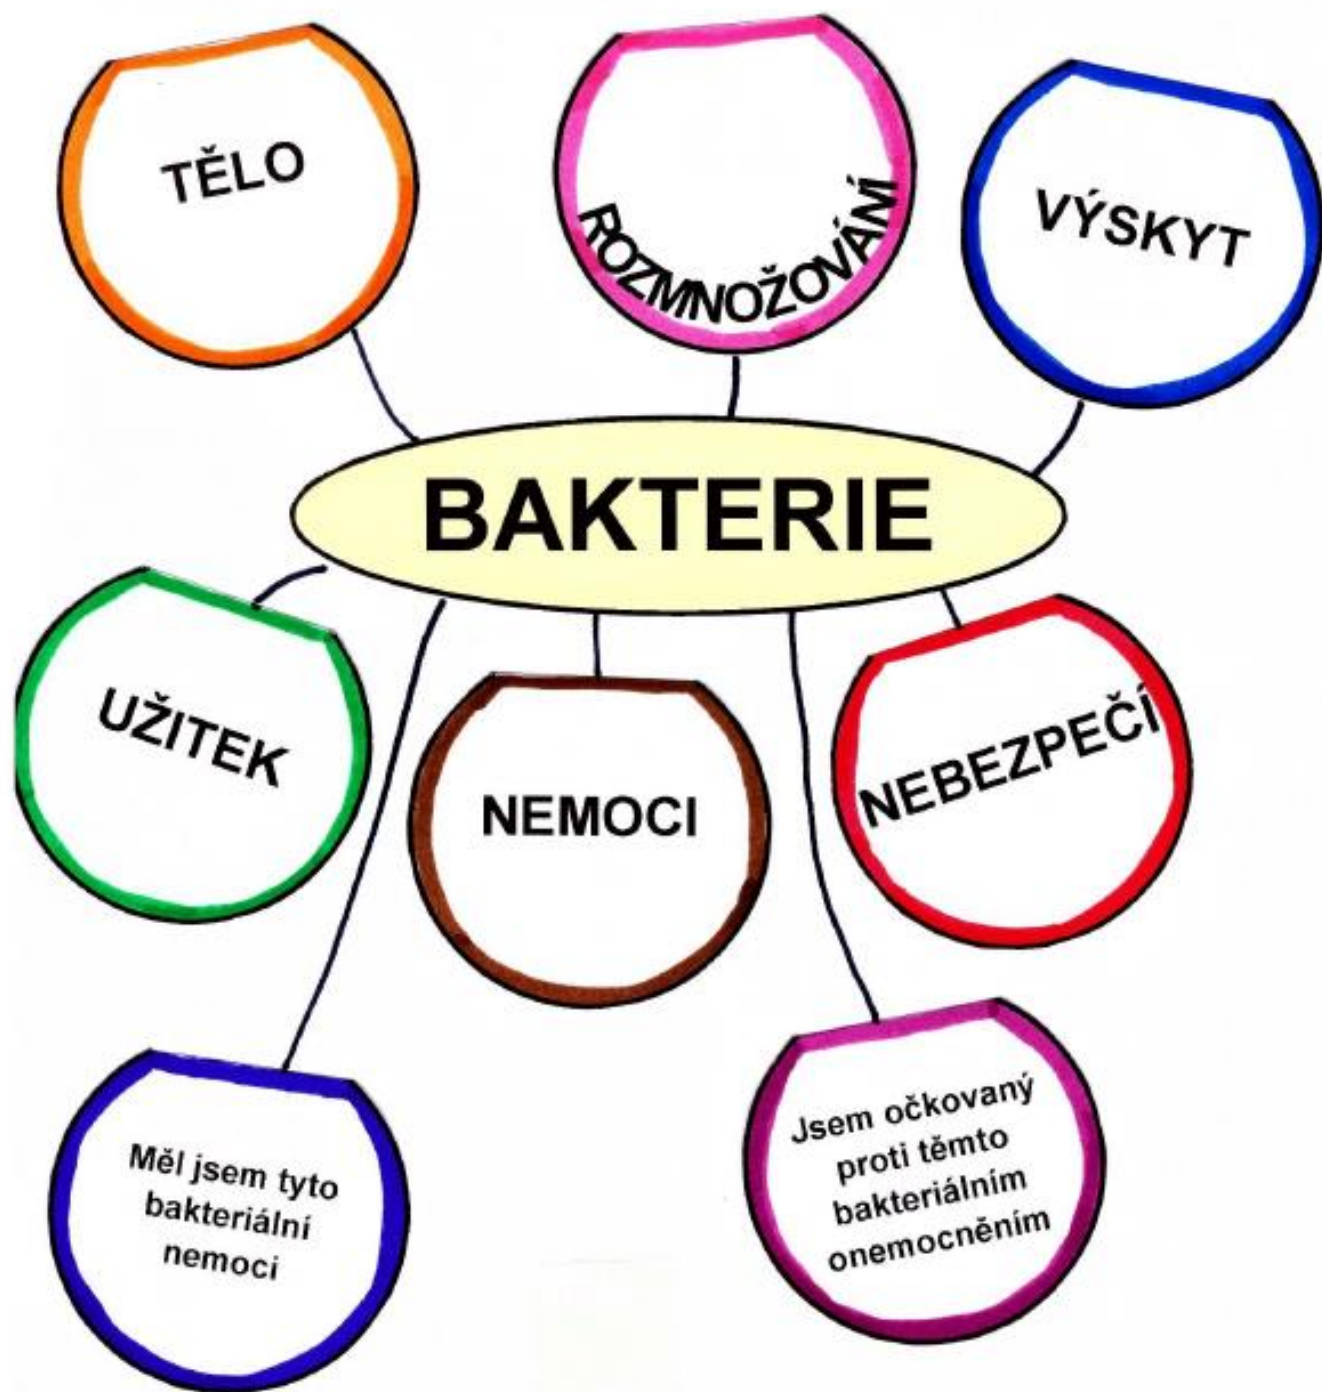 TĚLO
ROZMNOŽOVÁNÍ
VÝSKYT
BAKTERIE
UŽITEK
NEMOCI
NEBEZPEČÍ
Měl jsem tyto
bakteriální
nemoci
Jsem očkovaný
proti těmto
bakteriálním
onemocněním